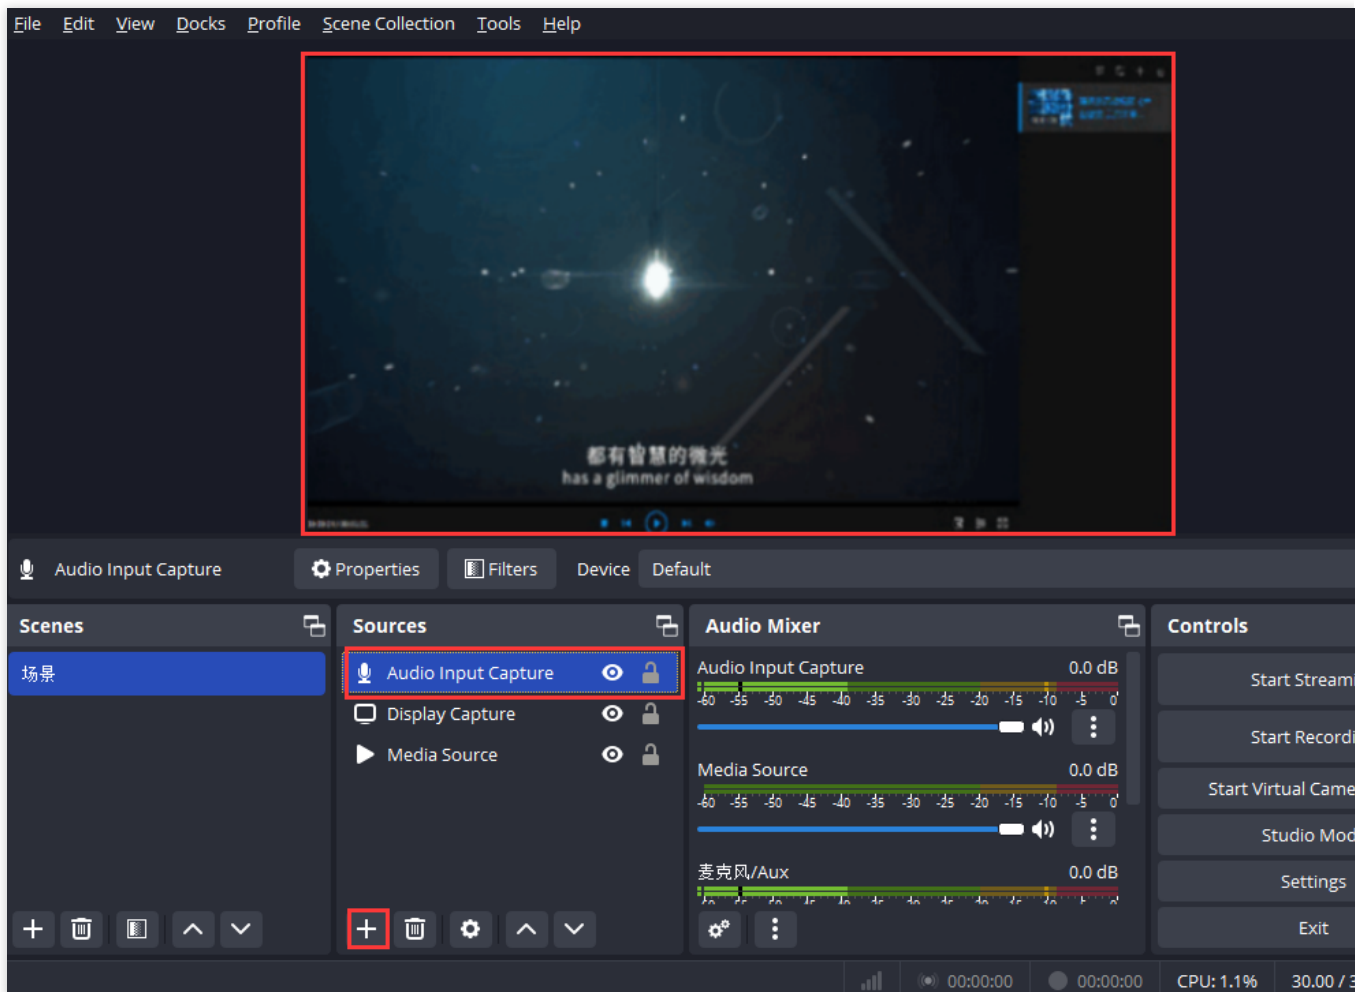 File Edit View Docks Profile Scene Collection Tools Help
都有智慧的微光
has a glimmer of wisdom
Audio Input Capture Properties Filters Device Default
Scenes
场景
Sources
Audio Input Capture
Display Capture
Media Source
Audio Mixer
Audio Input Capture 0.0 dB
-60 -55 -50 -45 -40 -35 -30 -25 -20 -15 -10 -5 0
Media Source 0.0 dB
-60 -55 -50 -45 -40 -35 -30 -25 -20 -15 -10 -5 0
麦克风/Aux 0.0 dB
Controls
Start Streami
Start Recordi
Start Virtual Came
Studio Mod
Settings
Exit
00:00:00 00:00:00 CPU: 1.1% 30.00 / 3